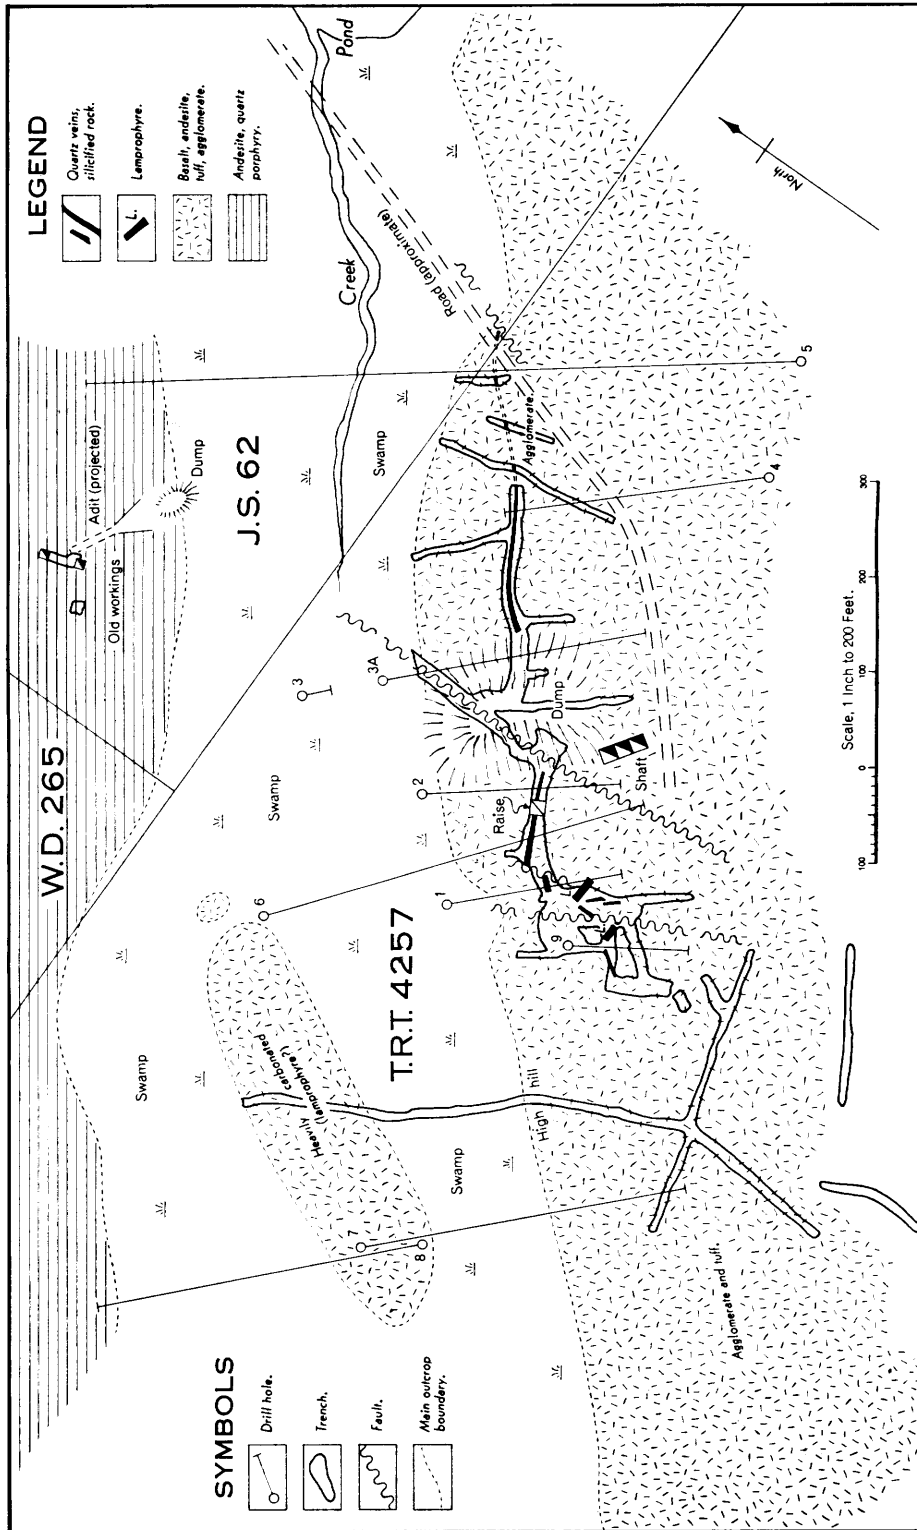 LEGEND
Quartz veins,
silicified rock.
L.
Lamprophyre.
Basalt, andesite,
tuff, agglomerate.
Andesite, quartz
porphyry.
W.D. 265
J.S. 62
T.R.T. 4257
Adit (projected)
Old workings
Dump
Creek
Pond
Road (approximate)
North
Swamp
Swamp
Swamp
Swamp
3
3A
2
6
1
9
7
8
4
5
Raise
Dump
Shaft
Agglomerate.
Heavily carbonated
(lamprophyre?)
High hill
Agglomerate and tuff.
SYMBOLS
Drill hole.
Trench.
Fault.
Main outcrop
boundary.
100 0 100 200 300
Scale, 1 Inch to 200 Feet.